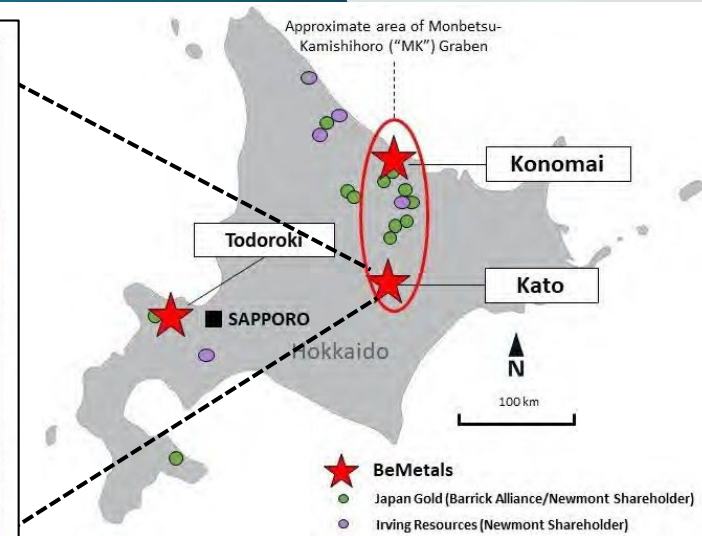 Approximate area of Monbetsu-
Kamishihoro (“MK”) Graben
Konomai
Todoroki
Kato
SAPPORO
Hokkaido
N
100 km
BeMetals
Japan Gold (Barrick Alliance/Newmont Shareholder)
Irving Resources (Newmont Shareholder)